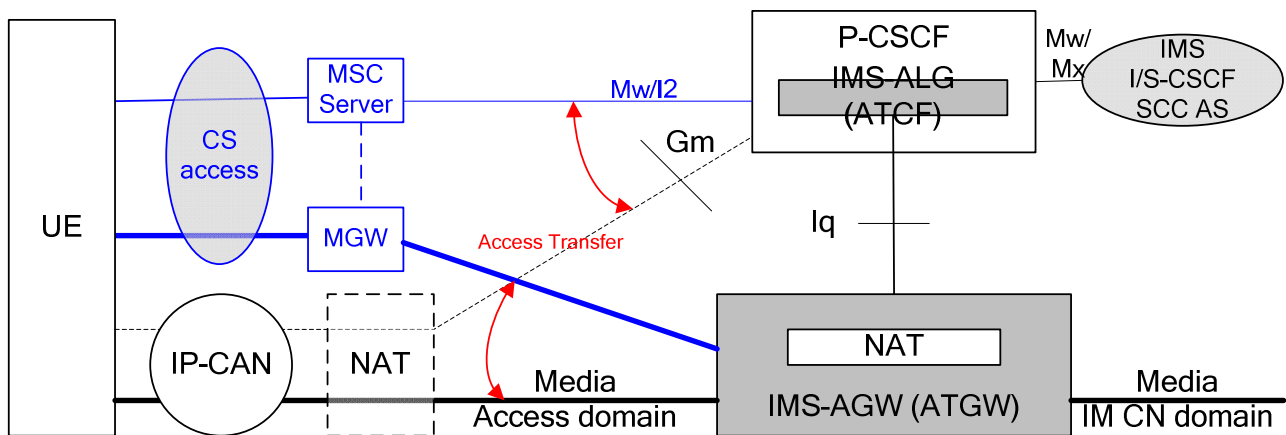 P-CSCF
IMS-ALG
(ATCF)
Mw/
Mx
IMS
I/S-CSCF
SCC AS
MSC
Server
Mw/I2
CS
access
Gm
UE
MGW
Access Transfer
Iq
IP-CAN
NAT
Media
Access domain
NAT
IMS-AGW (ATGW)
Media
IM CN domain